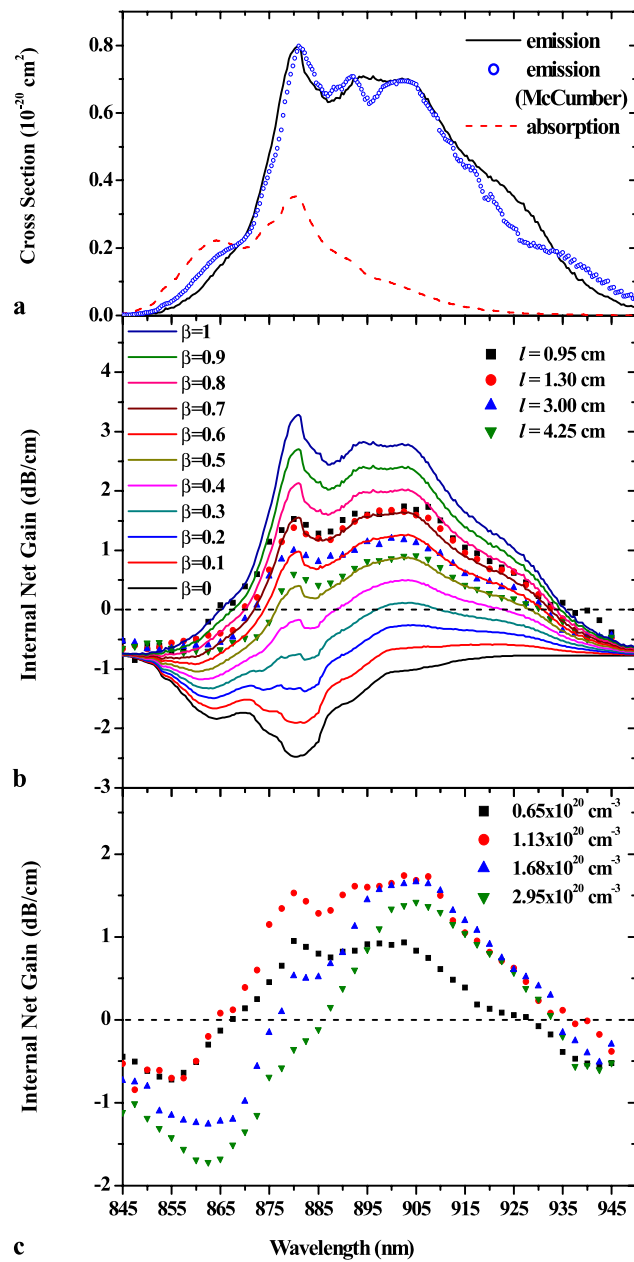 0.8
0.6
0.4
0.2
0.0
Cross Section (10⁻²⁰ cm²)
emission
emission
(McCumber)
absorption
a
β=1
β=0.9
β=0.8
β=0.7
β=0.6
β=0.5
β=0.4
β=0.3
β=0.2
β=0.1
β=0
l = 0.95 cm
l = 1.30 cm
l = 3.00 cm
l = 4.25 cm
4
3
2
1
0
-1
-2
-3
Internal Net Gain (dB/cm)
b
0.65x10²⁰ cm⁻³
1.13x10²⁰ cm⁻³
1.68x10²⁰ cm⁻³
2.95x10²⁰ cm⁻³
2
1
0
-1
-2
Internal Net Gain (dB/cm)
845 855 865 875 885 895 905 915 925 935 945
c
Wavelength (nm)